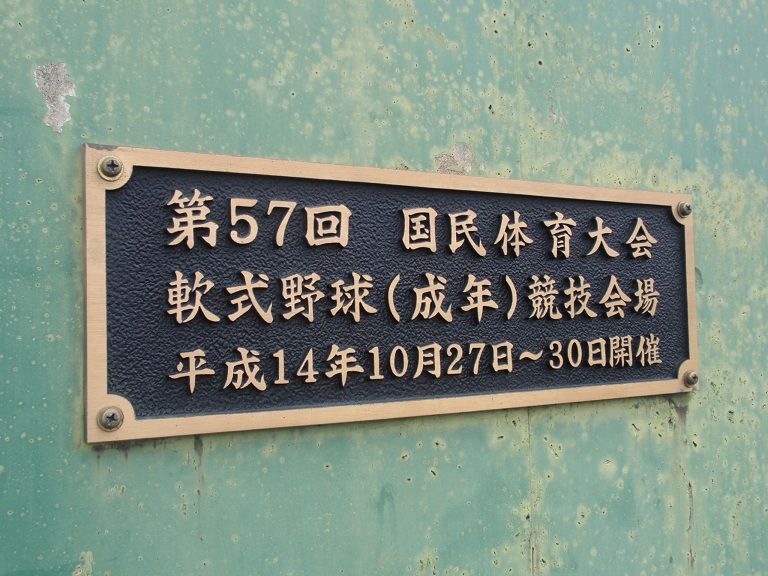 第57回 国民体育大会
軟式野球(成年)競技会場
平成14年10月27日～30日開催